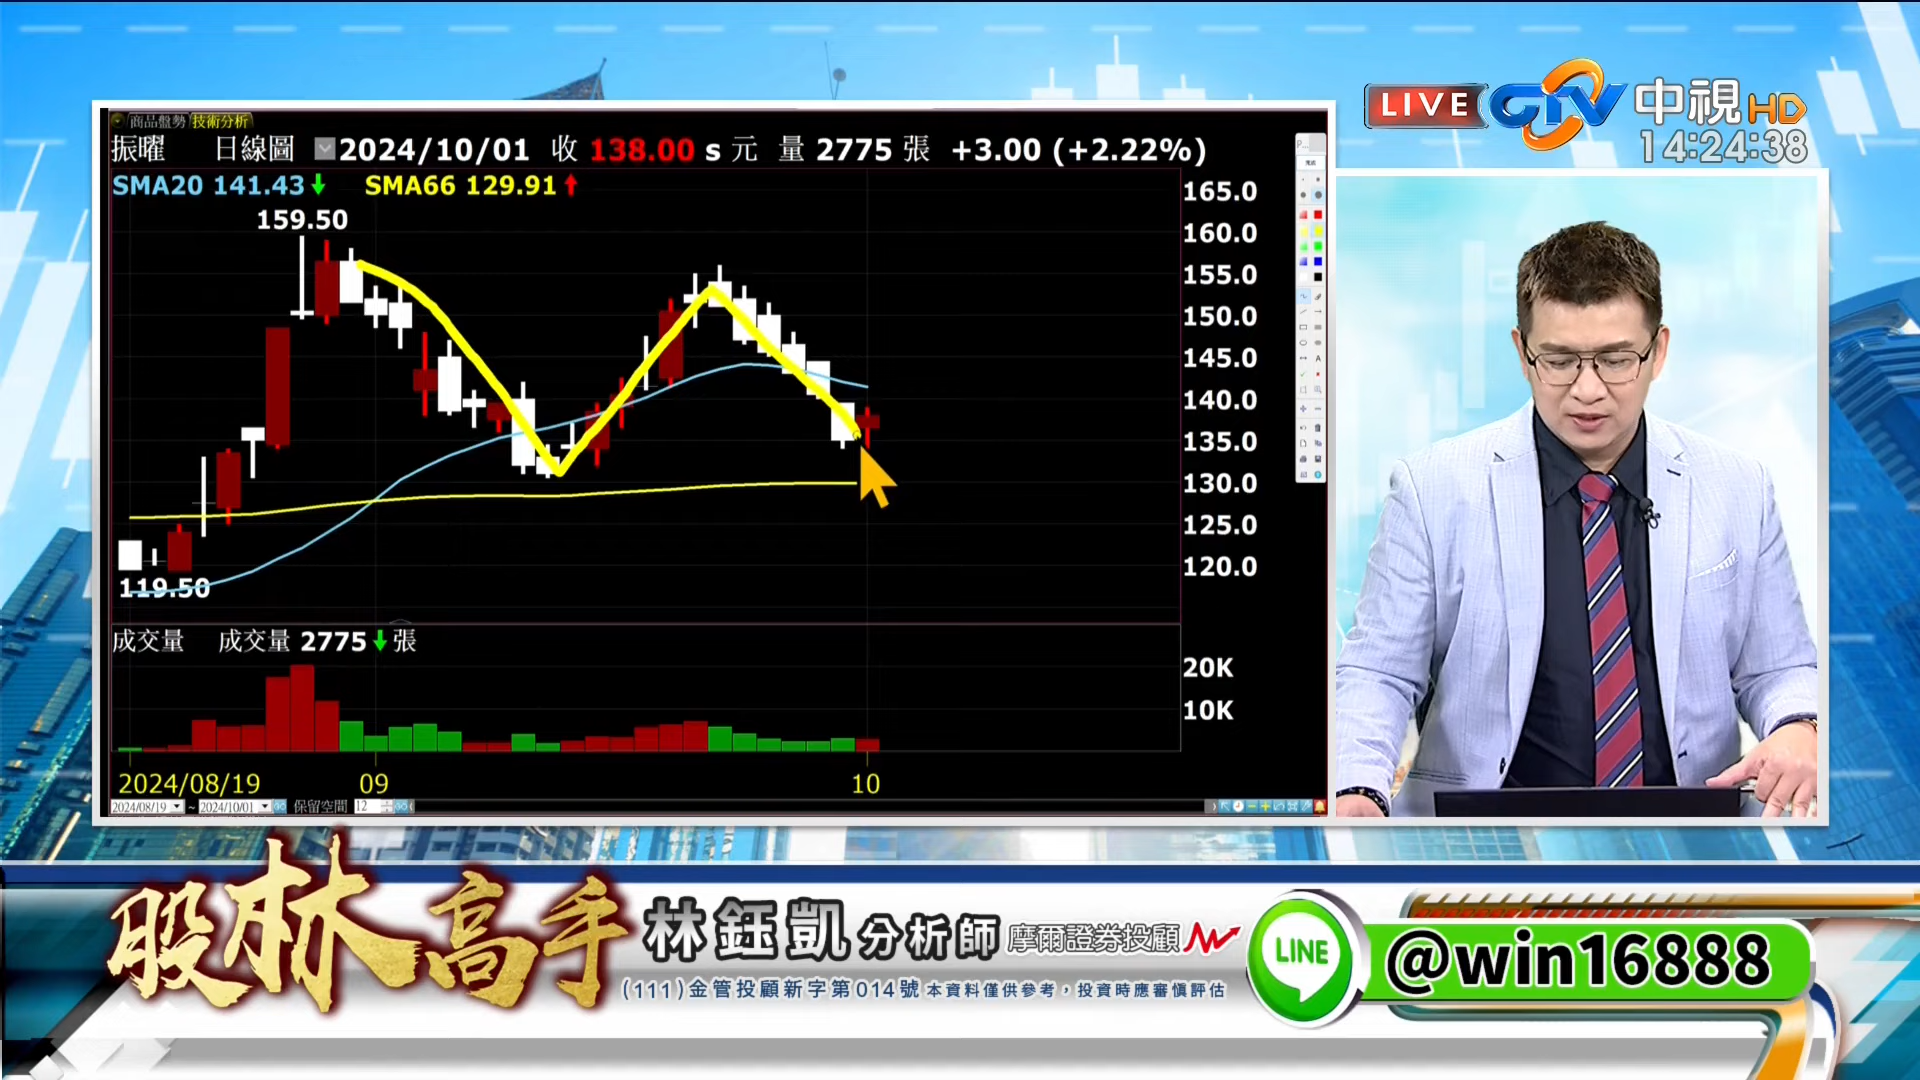 LIVE CTV 中視 HD
14:24:38
商品盤勢 技術分析
振曜 日線圖 2024/10/01 收 138.00 s 元 量 2775 張 +3.00 (+2.22%)
SMA20 141.43 SMA66 129.91
159.50
119.50
165.0
160.0
155.0
150.0
145.0
140.0
135.0
130.0
125.0
120.0
成交量 成交量 2775 張
20K
10K
2024/08/19 09 10
2024/08/19 ~ 2024/10/01 保留空間 12
股林高手
林鈺凱 分析師 摩爾證券投顧
(111)金管投顧新字第014號 本資料僅供參考，投資時應審慎評估
LINE @win16888